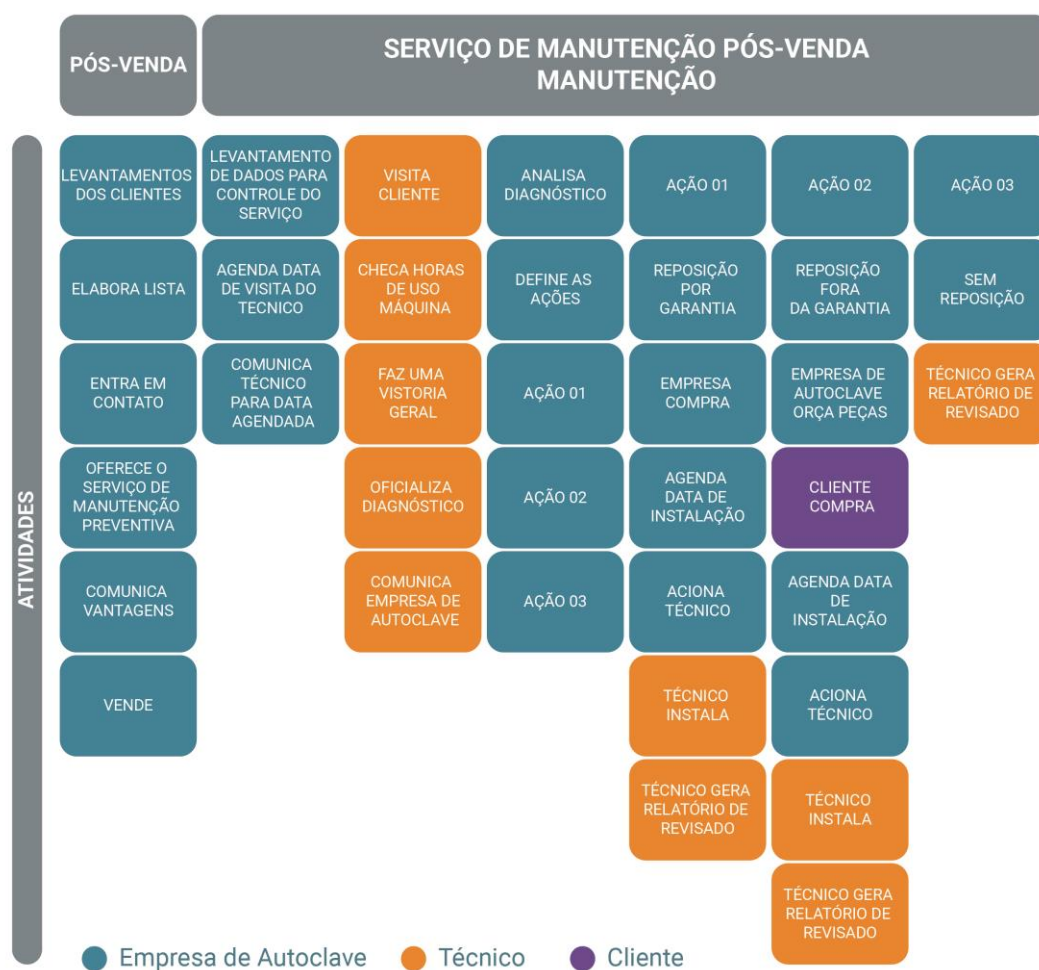 PÓS-VENDA
SERVIÇO DE MANUTENÇÃO PÓS-VENDA
MANUTENÇÃO
ATIVIDADES
LEVANTAMENTOS
DOS CLIENTES
ELABORA LISTA
ENTRA EM
CONTATO
OFERECE O
SERVIÇO DE
MANUTENÇÃO
PREVENTIVA
COMUNICA
VANTAGENS
VENDE
LEVANTAMENTO
DE DADOS PARA
CONTROLE DO
SERVIÇO
AGENDA DATA
DE VISITA DO
TECNICO
COMUNICA
TÉCNICO
PARA DATA
AGENDADA
VISITA
CLIENTE
CHECA HORAS
DE USO
MÁQUINA
FAZ UMA
VISTORIA
GERAL
OFICIALIZA
DIAGNÓSTICO
COMUNICA
EMPRESA DE
AUTOCLAVE
ANALISA
DIAGNÓSTICO
DEFINE AS
AÇÕES
AÇÃO 01
AÇÃO 02
AÇÃO 03
AÇÃO 01
REPOSIÇÃO
POR
GARANTIA
EMPRESA
COMPRA
AGENDA
DATA DE
INSTALAÇÃO
ACIONA
TÉCNICO
TÉCNICO
INSTALA
TÉCNICO GERA
RELATÓRIO DE
REVISADO
AÇÃO 02
REPOSIÇÃO
FORA
DA GARANTIA
EMPRESA DE
AUTOCLAVE
ORÇA PEÇAS
CLIENTE
COMPRA
AGENDA DATA
DE
INSTALAÇÃO
ACIONA
TÉCNICO
TÉCNICO
INSTALA
TÉCNICO GERA
RELATÓRIO DE
REVISADO
AÇÃO 03
SEM
REPOSIÇÃO
TÉCNICO GERA
RELATÓRIO DE
REVISADO
Empresa de Autoclave
Técnico
Cliente